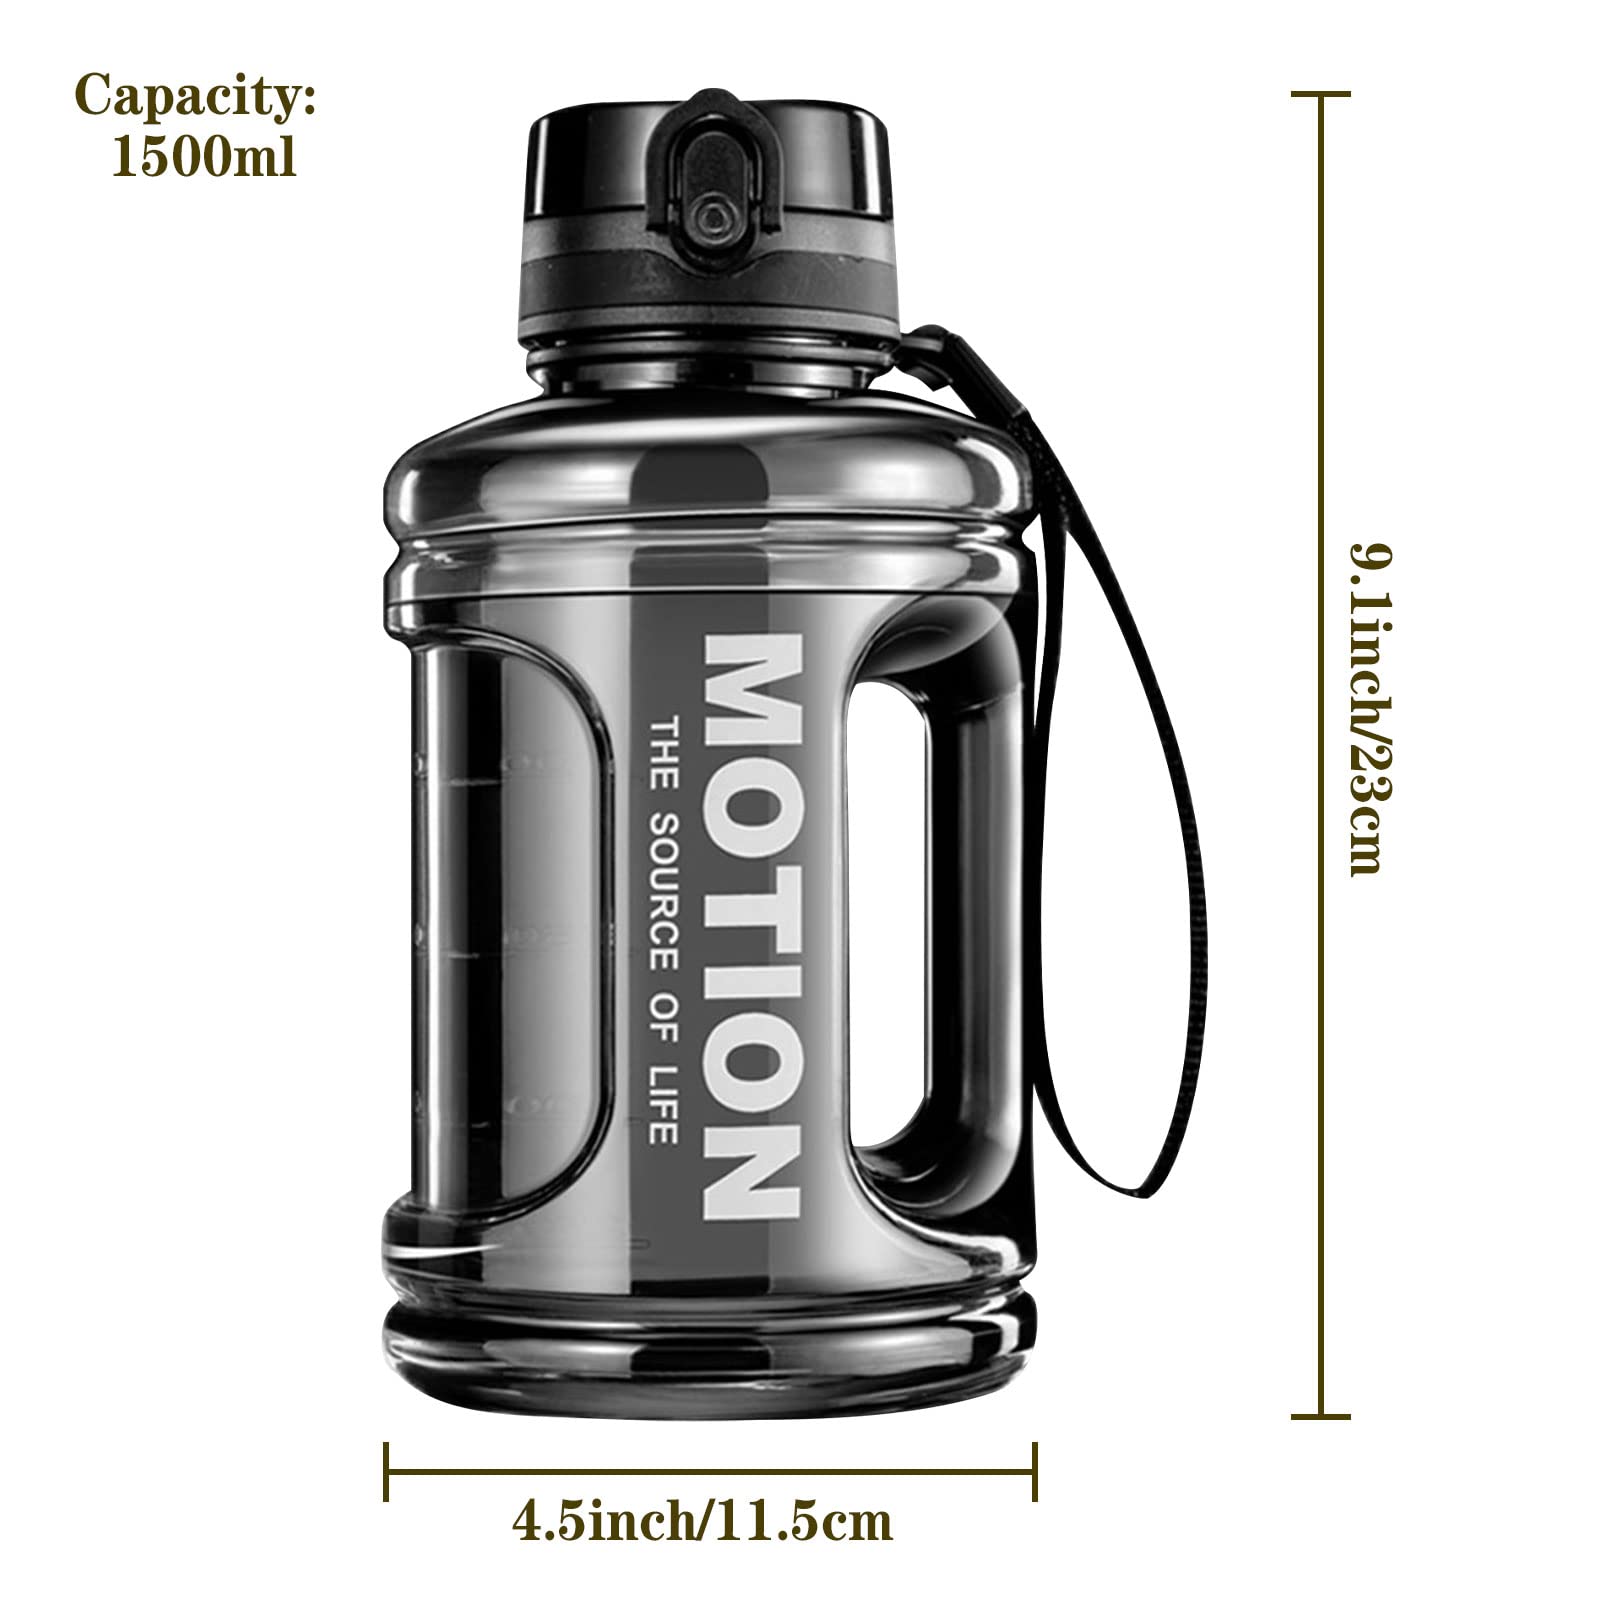 Capacity:
1500ml
MOTION
THE SOURCE OF LIFE
9.1inch/23cm
4.5inch/11.5cm